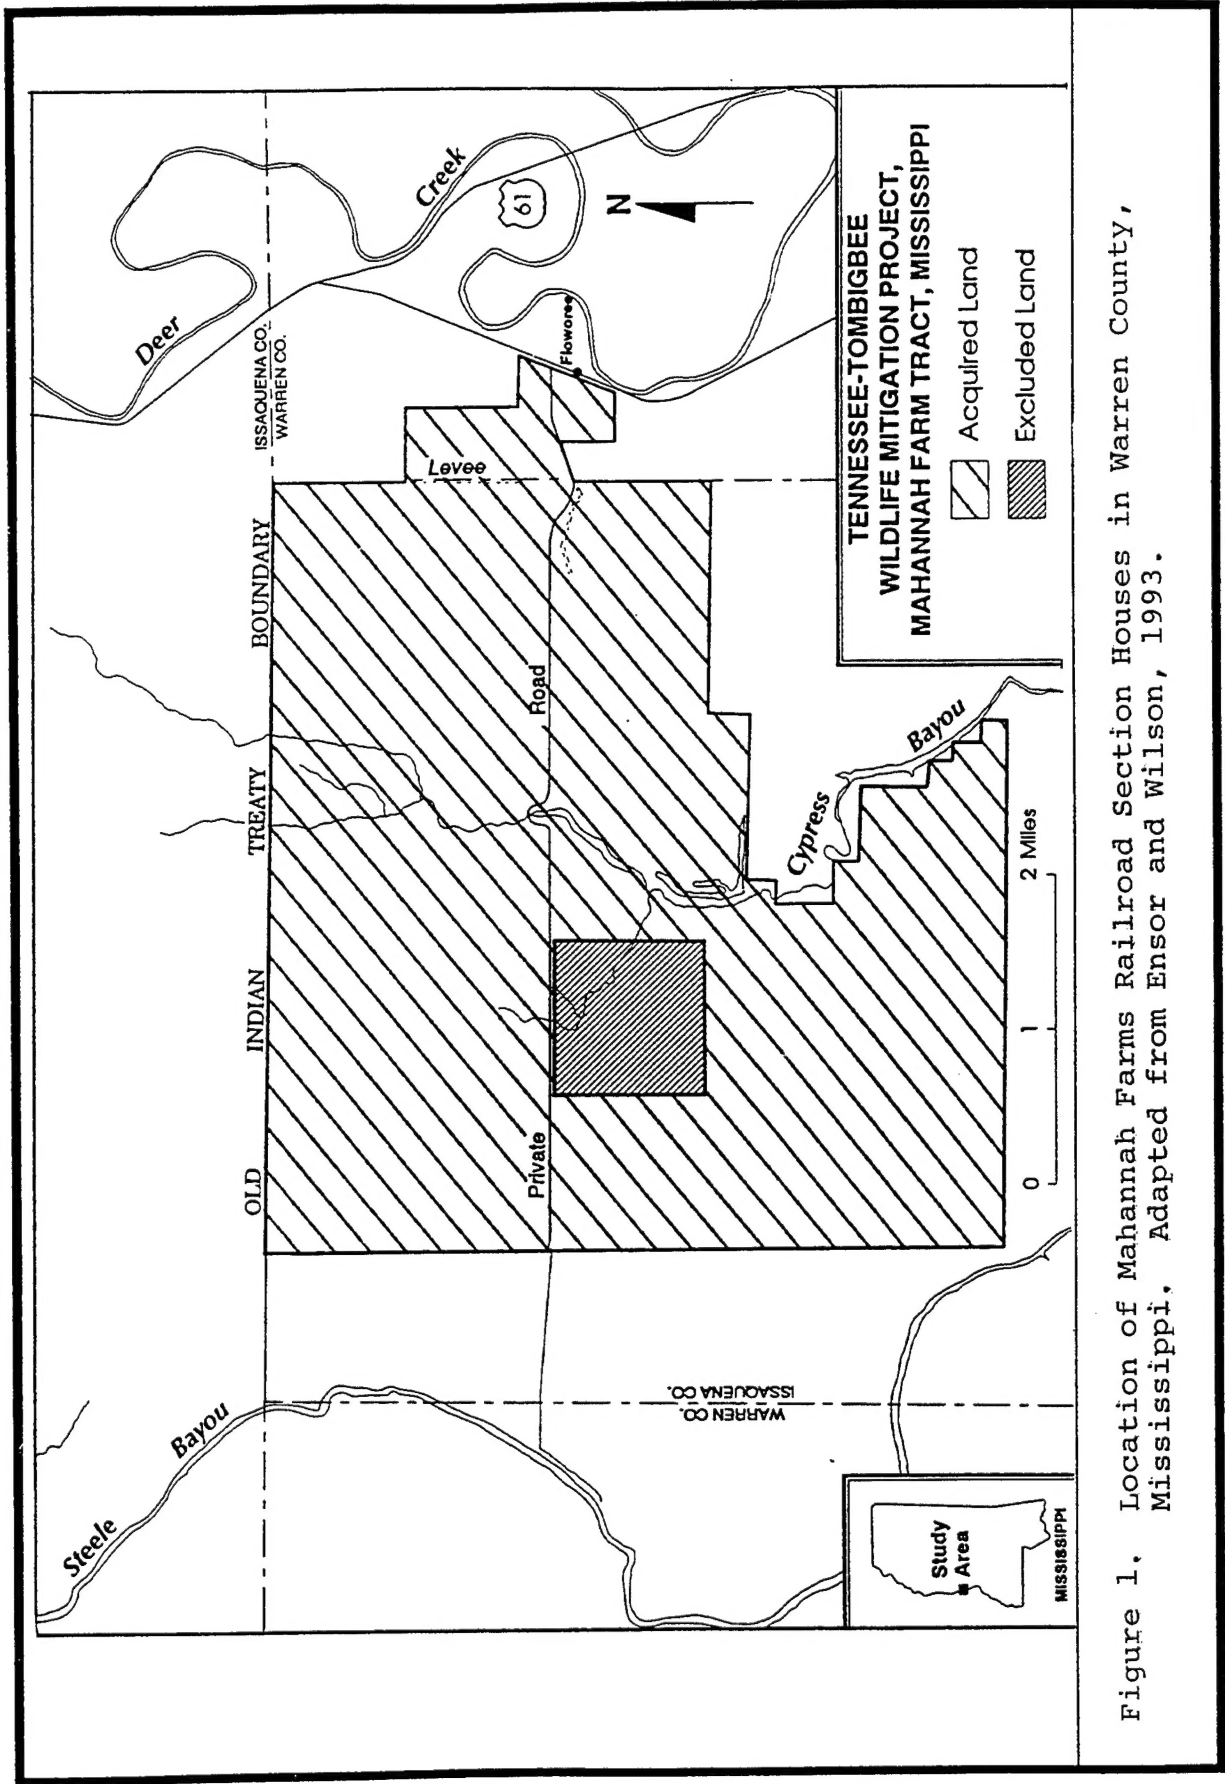 Steele
Bayou
Deer
Creek
ISSAQUENA CO.
WARREN CO.
OLD INDIAN TREATY BOUNDARY
61
N
Levee
Floworee
Private Road
WARREN CO.
ISSAQUENA CO.
Cypress
Bayou
0 1 2 Miles
Study
Area
MISSISSIPPI
TENNESSEE-TOMBIGBEE
WILDLIFE MITIGATION PROJECT,
MAHANNAH FARM TRACT, MISSISSIPPI
Acquired Land
Excluded Land
Figure 1. Location of Mahannah Farms Railroad Section Houses in Warren County,
Mississippi. Adapted from Ensor and Wilson, 1993.